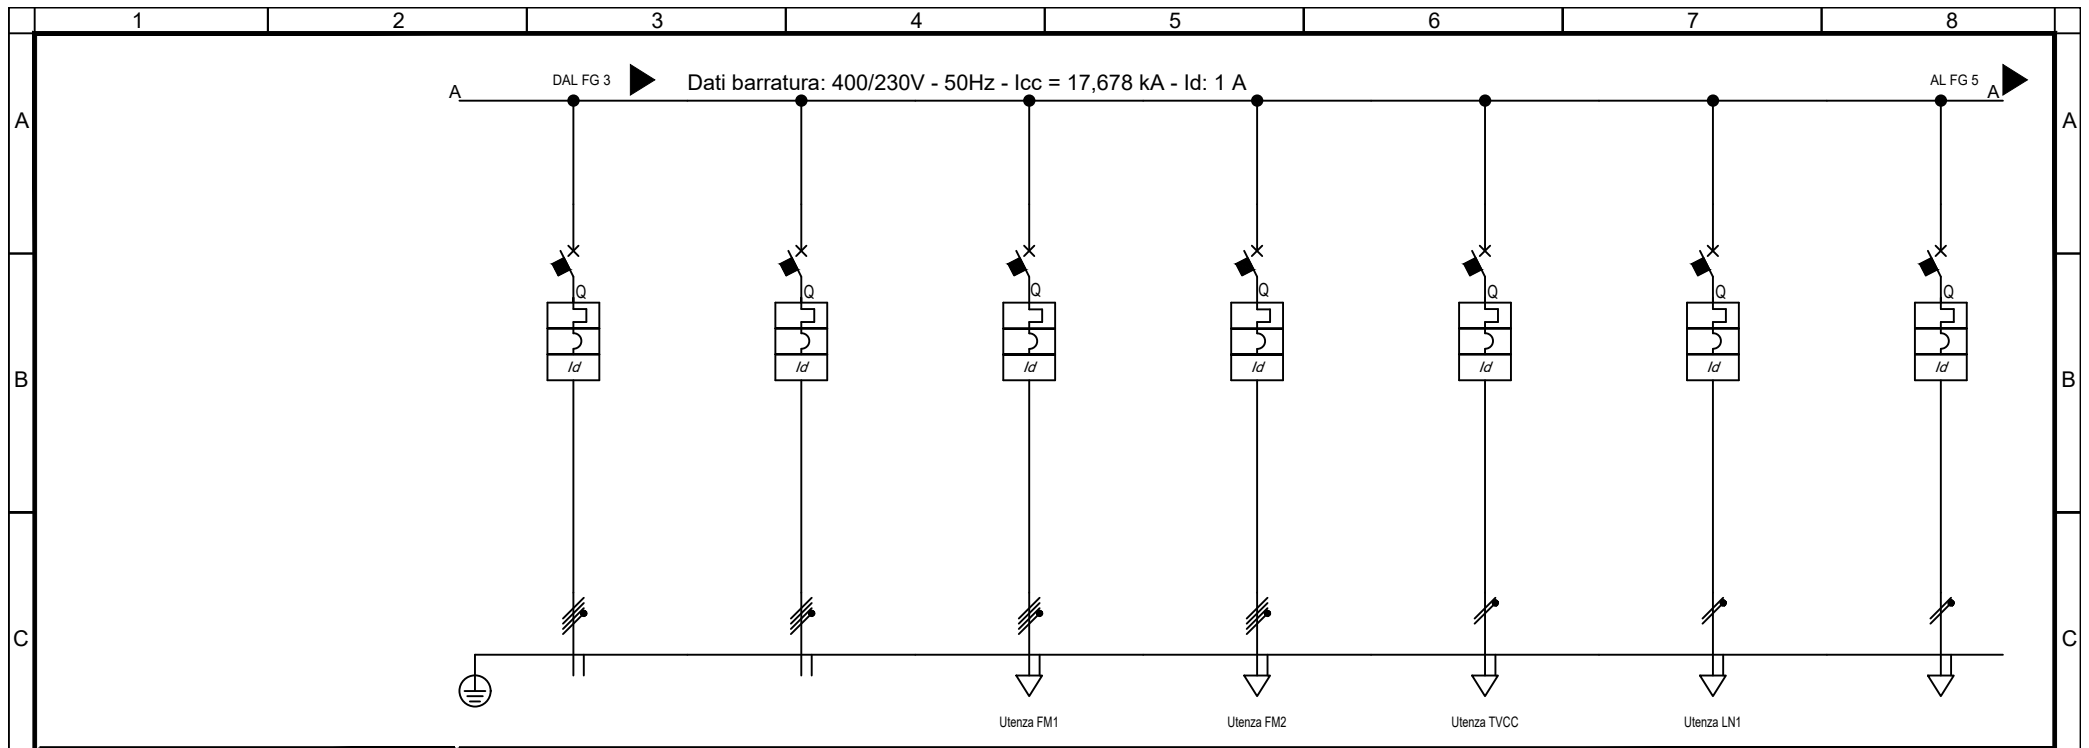 1 2 3 4 5 6 7 8
DAL FG 3 Dati barratura: 400/230V - 50Hz - Icc = 17,678 kA - Id: 1 A AL FG 5
A A
A A
Q Q Q Q Q Q Q
Id Id Id Id Id Id Id
B B
C C
Utenza FM1 Utenza FM2 Utenza TVCC Utenza LN1